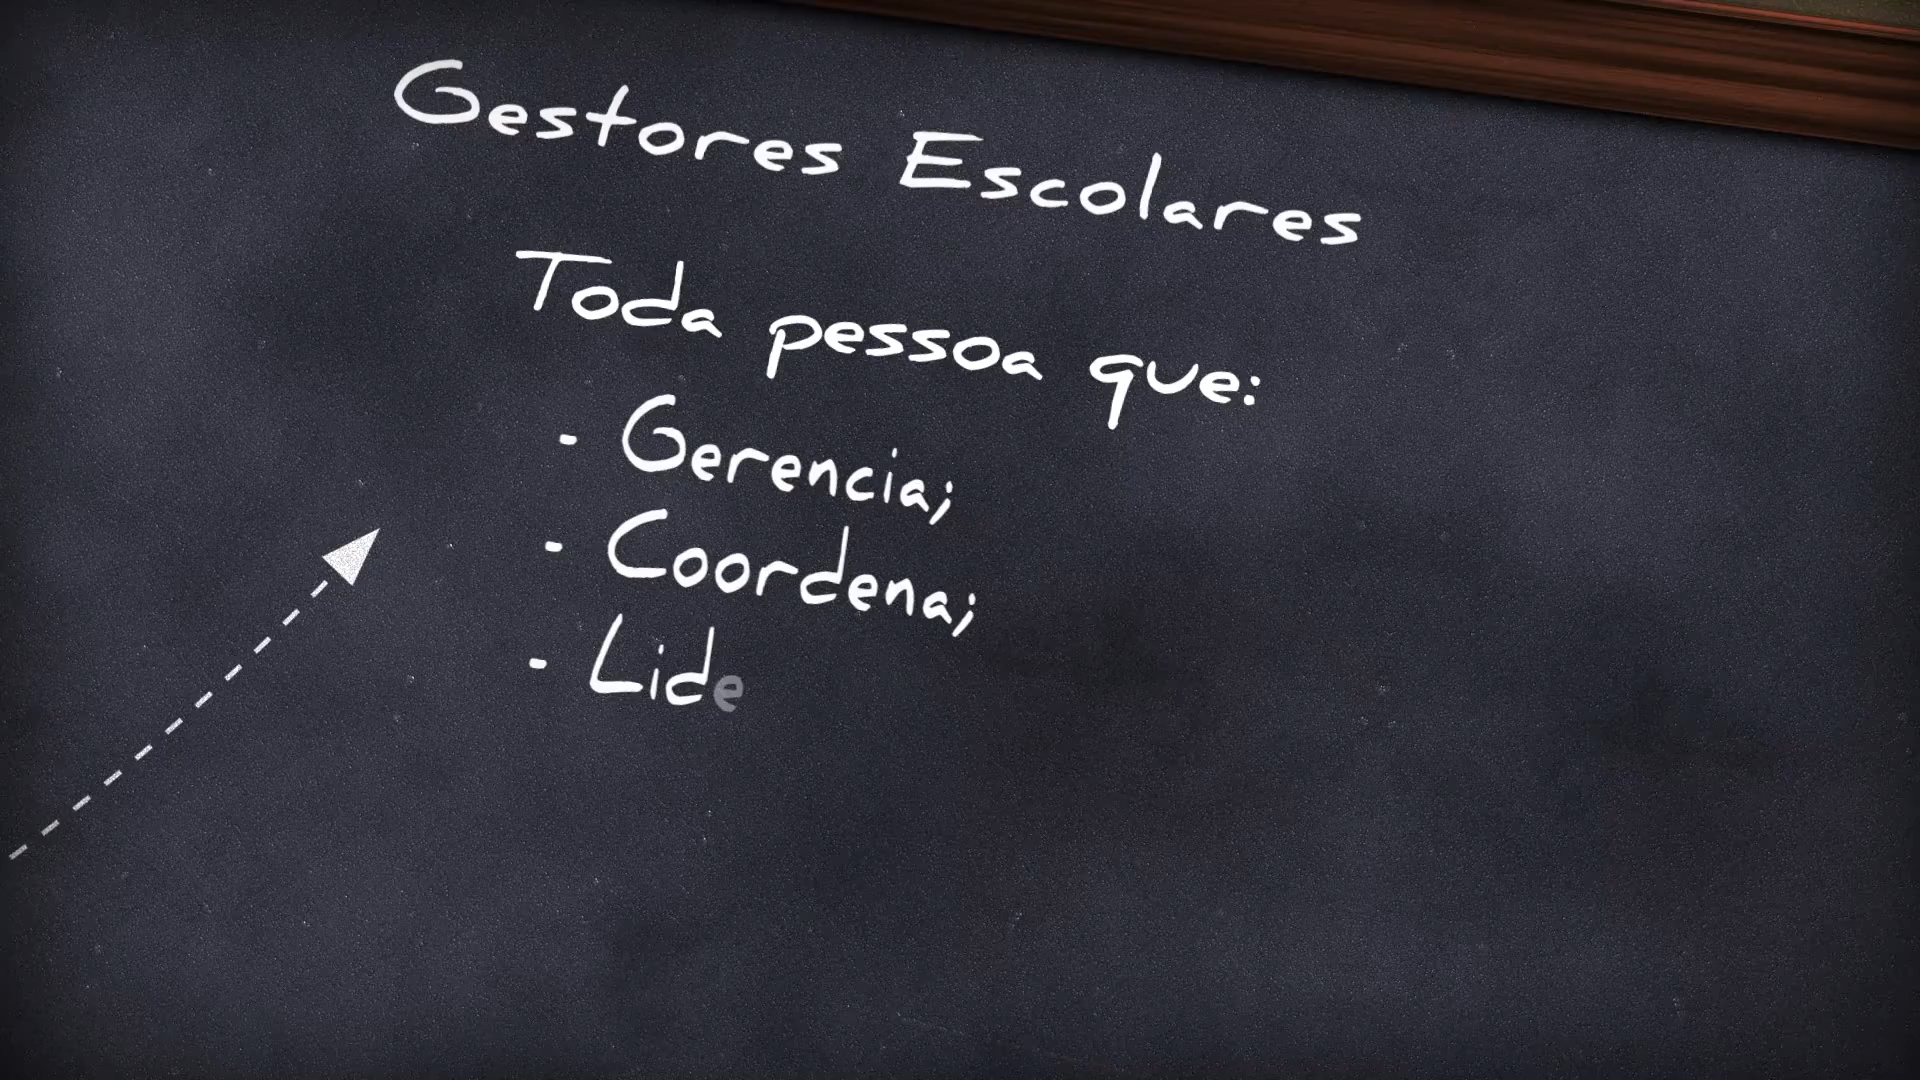 Gestores Escolares
Toda pessoa que:
- Gerencia;
- Coordena;
- Lide